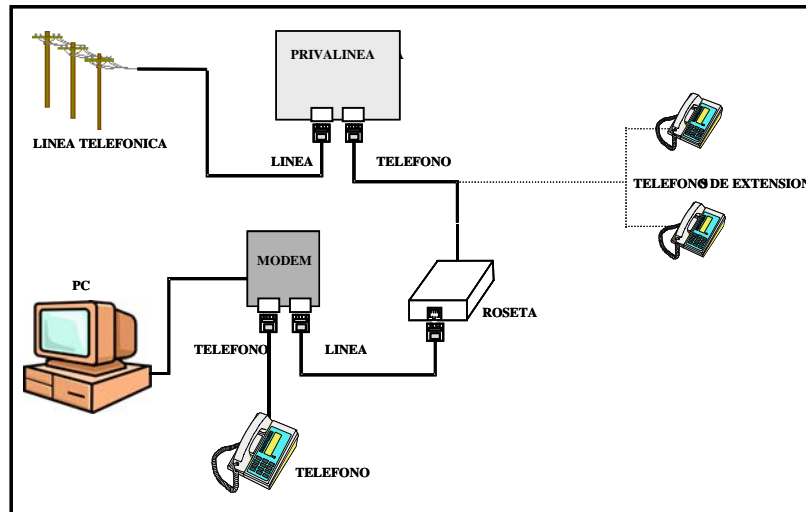 PRIVALINEA
LINEA TELEFONICA
LINEA
TELEFONO
TELEFONOS DE EXTENSION
MODEM
PC
ROSETA
TELEFONO
LINEA
TELEFONO